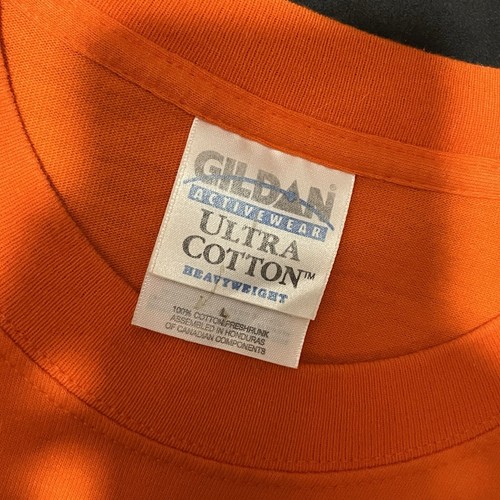 GILDAN®
ACTIVEWEAR
ULTRA
COTTON™
HEAVYWEIGHT
L
100% COTTON PRESHRUNK
ASSEMBLED IN HONDURAS
OF CANADIAN COMPONENTS